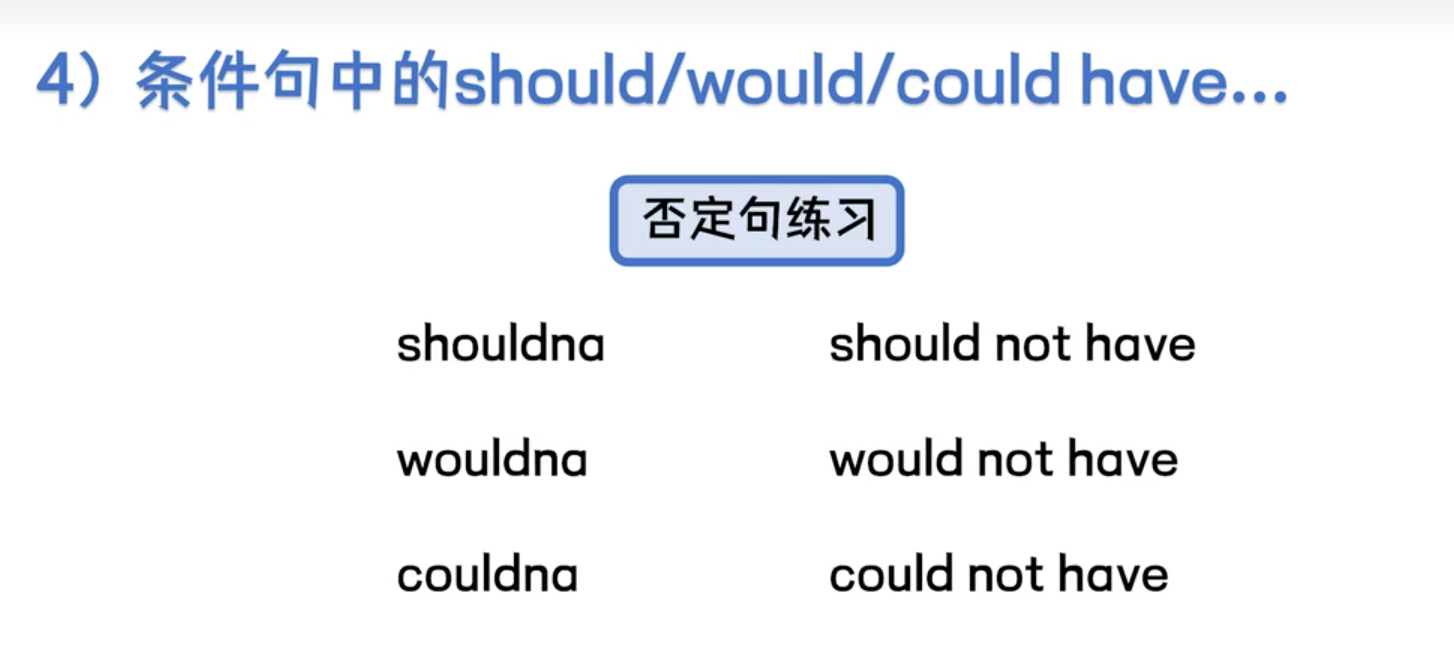 4）条件句中的should/would/could have...
否定句练习
shouldna should not have
wouldna would not have
couldna could not have